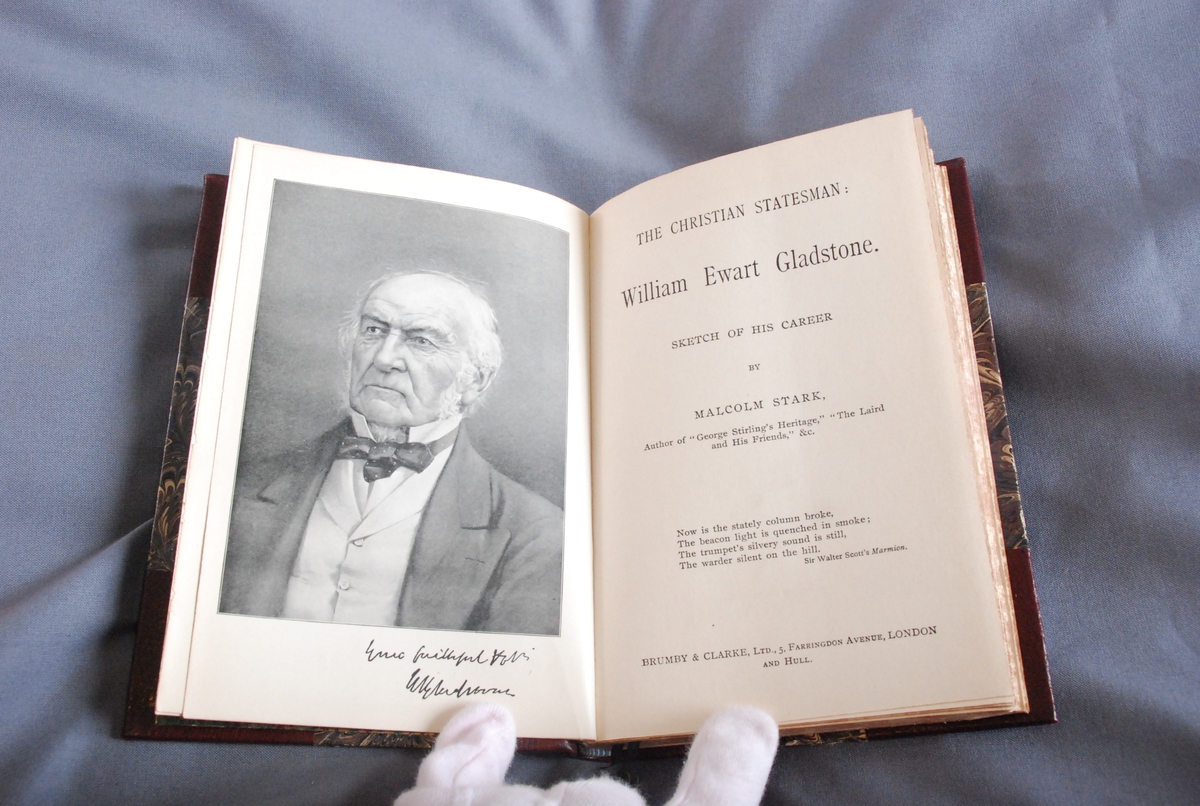 Your faithful &
WEGladstone
THE CHRISTIAN STATESMAN:
William Ewart Gladstone.
SKETCH OF HIS CAREER
BY
MALCOLM STARK,
Author of "George Stirling's Heritage," "The Laird
and His Friends," &c.
Now is the stately column broke,
The beacon light is quenched in smoke;
The trumpet's silvery sound is still,
The warder silent on the hill.
Sir Walter Scott's Marmion.
BRUMBY & CLARKE, LTD., 5, FARRINGDON AVENUE, LONDON
AND HULL.